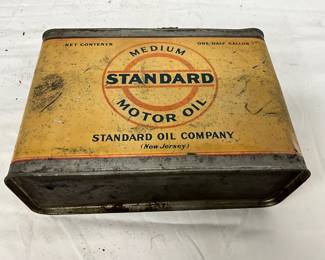 NET CONTENTS ONE-HALF GALLON
MEDIUM
STANDARD
MOTOR OIL
STANDARD OIL COMPANY
(New Jersey)